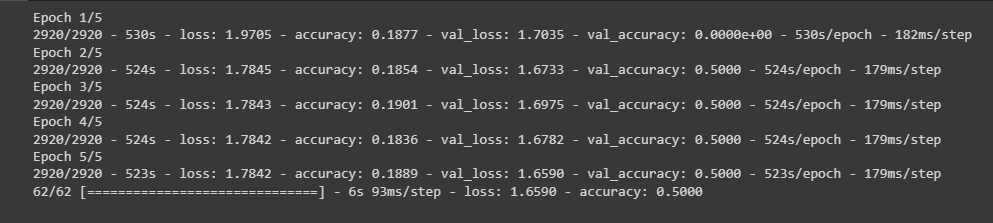 Epoch 1/5
2920/2920 - 530s - loss: 1.9705 - accuracy: 0.1877 - val_loss: 1.7035 - val_accuracy: 0.0000e+00 - 530s/epoch - 182ms/step
Epoch 2/5
2920/2920 - 524s - loss: 1.7845 - accuracy: 0.1854 - val_loss: 1.6733 - val_accuracy: 0.5000 - 524s/epoch - 179ms/step
Epoch 3/5
2920/2920 - 524s - loss: 1.7843 - accuracy: 0.1901 - val_loss: 1.6975 - val_accuracy: 0.5000 - 524s/epoch - 179ms/step
Epoch 4/5
2920/2920 - 524s - loss: 1.7842 - accuracy: 0.1836 - val_loss: 1.6782 - val_accuracy: 0.5000 - 524s/epoch - 179ms/step
Epoch 5/5
2920/2920 - 523s - loss: 1.7842 - accuracy: 0.1889 - val_loss: 1.6590 - val_accuracy: 0.5000 - 523s/epoch - 179ms/step
62/62 [==============================] - 6s 93ms/step - loss: 1.6590 - accuracy: 0.5000